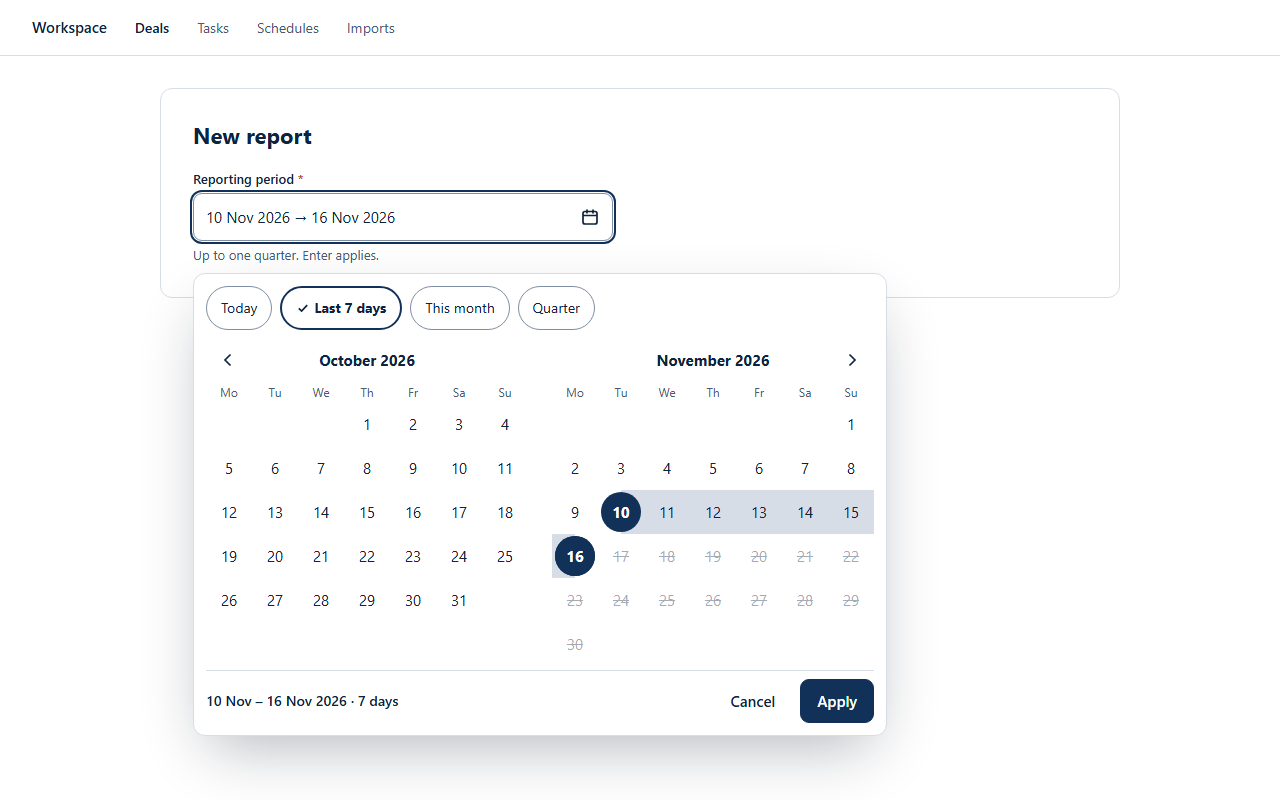 Workspace Deals Tasks Schedules Imports
New report
Reporting period *
10 Nov 2026 → 16 Nov 2026
Up to one quarter. Enter applies.
Today ✓ Last 7 days This month Quarter
October 2026
Mo Tu We Th Fr Sa Su
1 2 3 4
5 6 7 8 9 10 11
12 13 14 15 16 17 18
19 20 21 22 23 24 25
26 27 28 29 30 31
November 2026
Mo Tu We Th Fr Sa Su
1
2 3 4 5 6 7 8
9 10 11 12 13 14 15
16 17 18 19 20 21 22
23 24 25 26 27 28 29
30
10 Nov – 16 Nov 2026 · 7 days
Cancel Apply